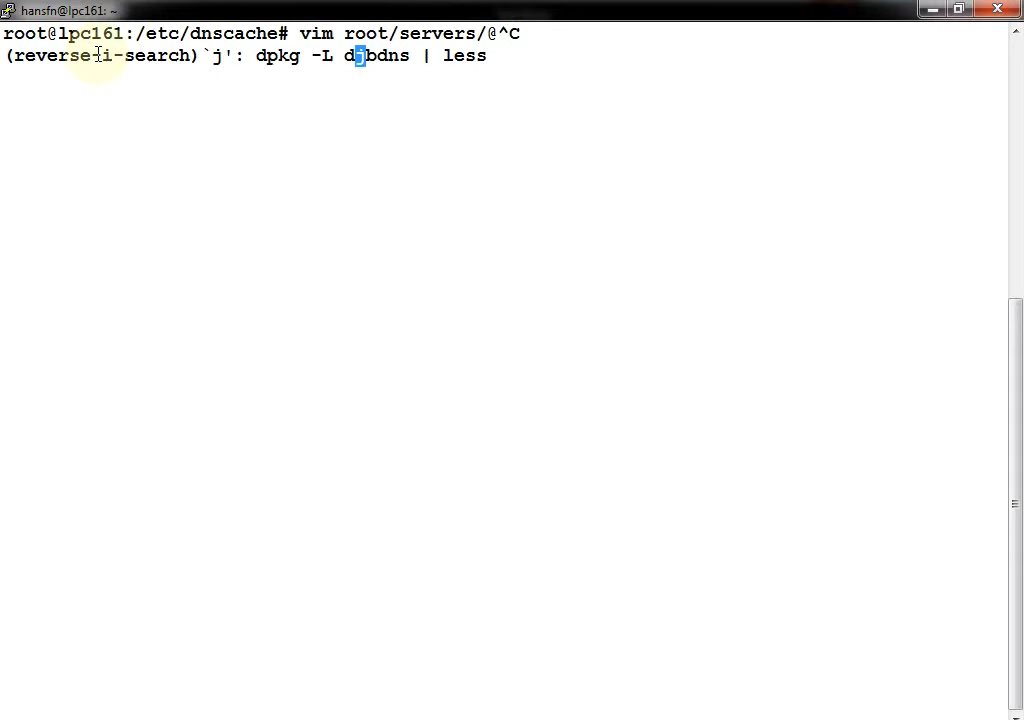 hansfn@lpc161: ~
root@lpc161:/etc/dnscache# vim root/servers/@^C
(reverse-i-search)`j': dpkg -L djbdns | less